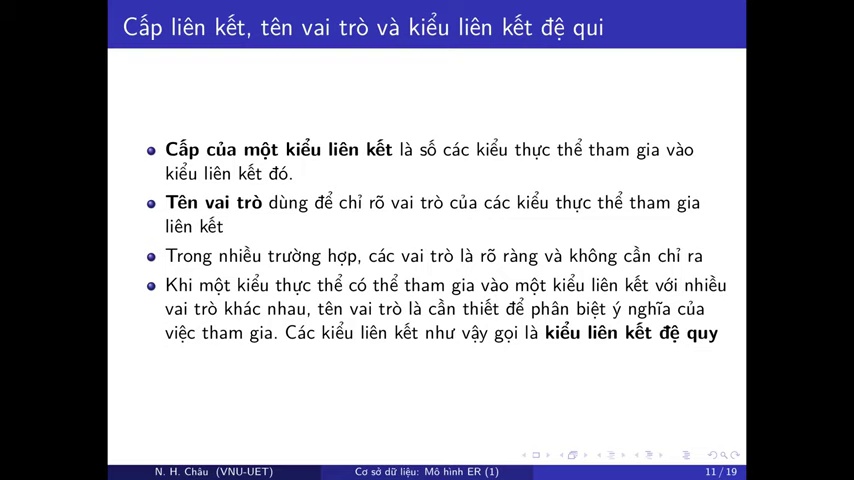 Cấp liên kết, tên vai trò và kiểu liên kết đệ qui
Cấp của một kiểu liên kết là số các kiểu thực thể tham gia vào
kiểu liên kết đó.
Tên vai trò dùng để chỉ rõ vai trò của các kiểu thực thể tham gia
liên kết
Trong nhiều trường hợp, các vai trò là rõ ràng và không cần chỉ ra
Khi một kiểu thực thể có thể tham gia vào một kiểu liên kết với nhiều
vai trò khác nhau, tên vai trò là cần thiết để phân biệt ý nghĩa của
việc tham gia. Các kiểu liên kết như vậy gọi là kiểu liên kết đệ quy
N. H. Châu (VNU-UET) Cơ sở dữ liệu: Mô hình ER (1) 11 / 19